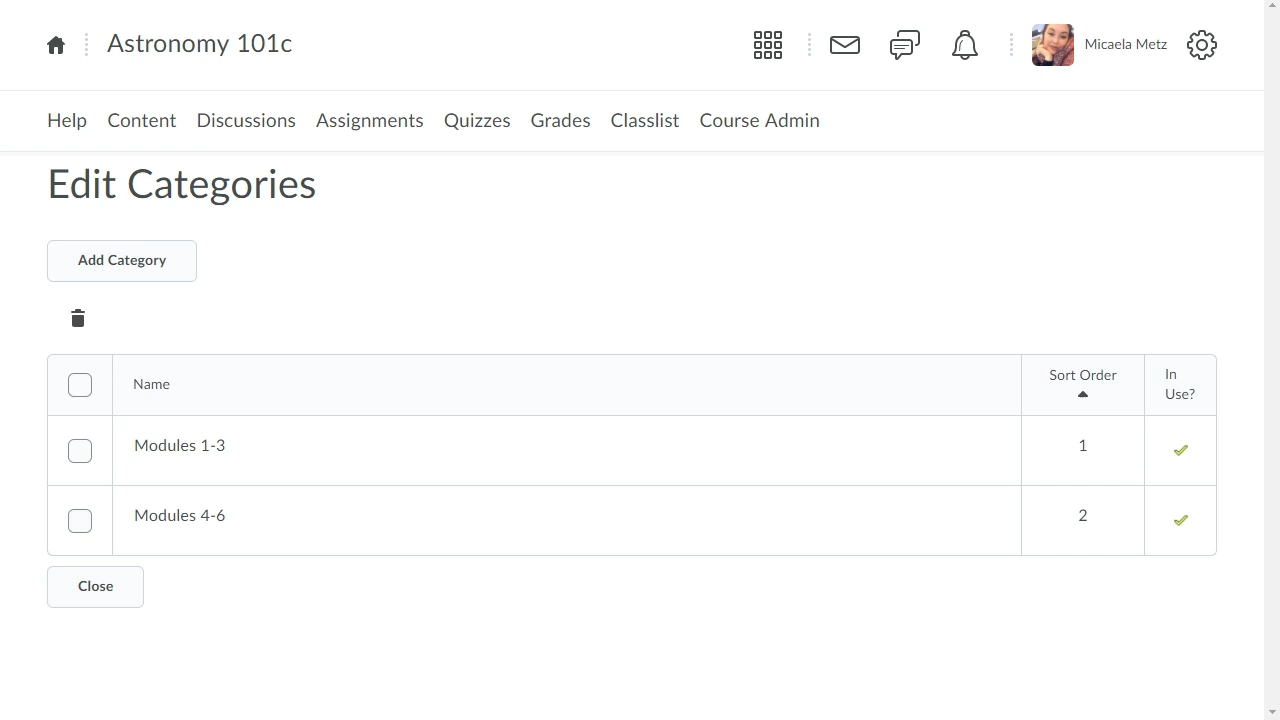 Astronomy 101c
Micaela Metz
Help Content Discussions Assignments Quizzes Grades Classlist Course Admin
Edit Categories
Add Category
Name Sort Order In Use?
Modules 1-3 1
Modules 4-6 2
Close